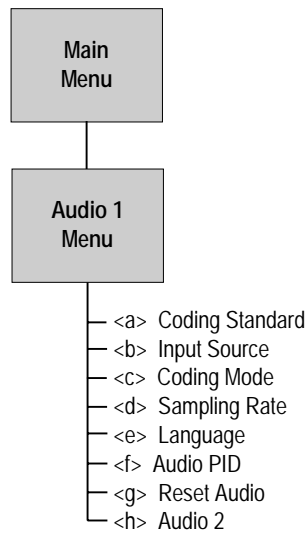 Main
Menu
Audio 1
Menu
<a> Coding Standard
<b> Input Source
<c> Coding Mode
<d> Sampling Rate
<e> Language
<f> Audio PID
<g> Reset Audio
<h> Audio 2